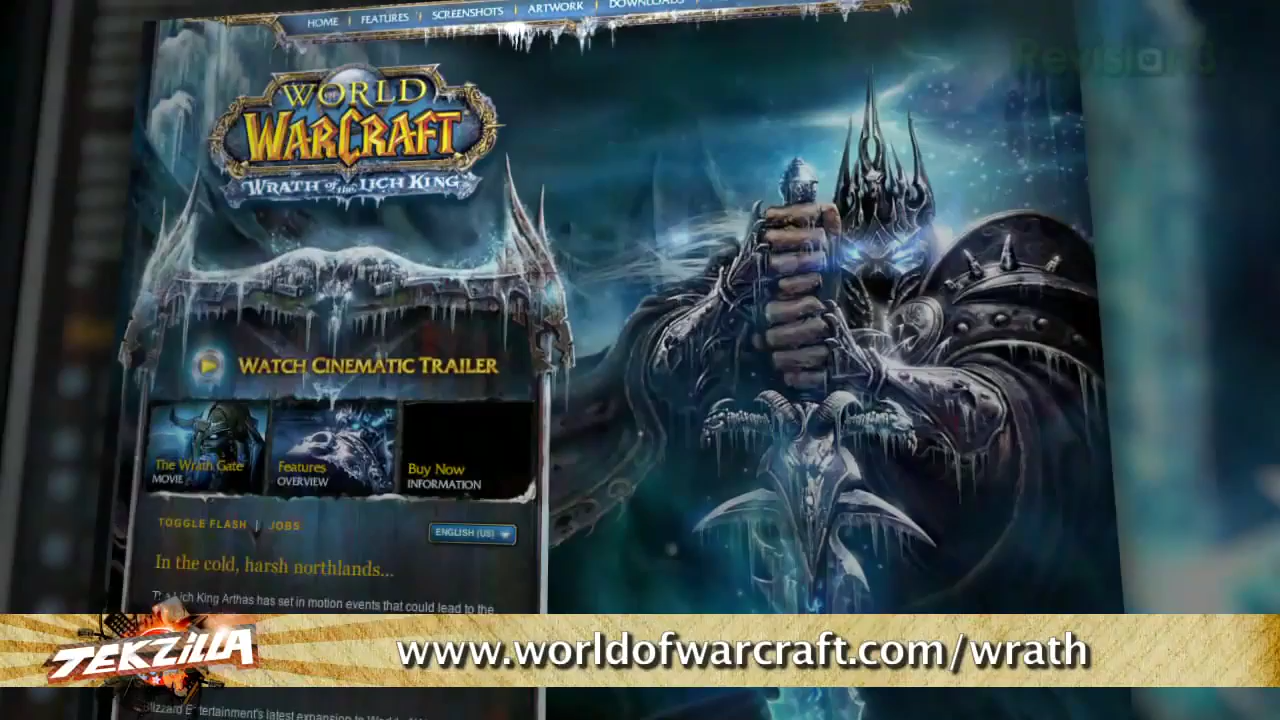 HOME | FEATURES | SCREENSHOTS | ARTWORK | DOWNLOADS
Revision3
WORLD
WARCRAFT
WRATH of the LICH KING
WATCH CINEMATIC TRAILER
The Wrath Gate
MOVIE
Features
OVERVIEW
Buy Now
INFORMATION
TOGGLE FLASH | JOBS
ENGLISH (US)
In the cold, harsh northlands...
The Lich King Arthas has set in motion events that could lead to the
TEKZILLA
www.worldofwarcraft.com/wrath
Blizzard Entertainment's latest expansion to World